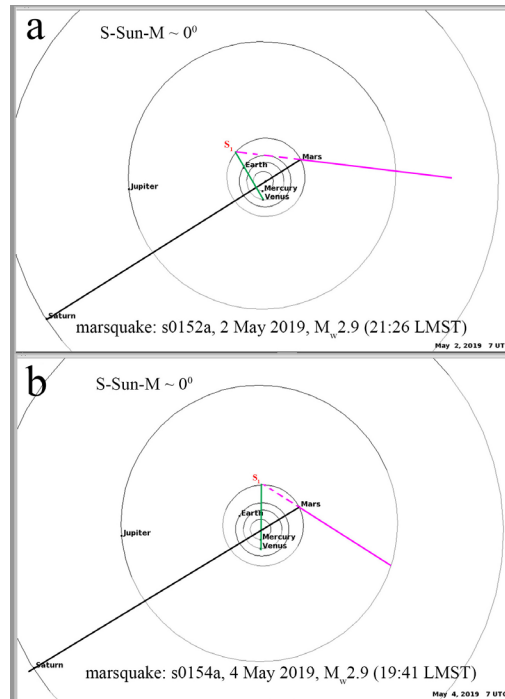 a
S-Sun-M ~ 0⁰
S₁
Mars
Earth
Jupiter
Mercury
Venus
Saturn
marsquake: s0152a, 2 May 2019, Mw2.9 (21:26 LMST)
May 2, 2019 7 UT
b
S-Sun-M ~ 0⁰
S₁
Mars
Earth
Jupiter
Mercury
Venus
Saturn
marsquake: s0154a, 4 May 2019, Mw2.9 (19:41 LMST)
May 4, 2019 7 UT